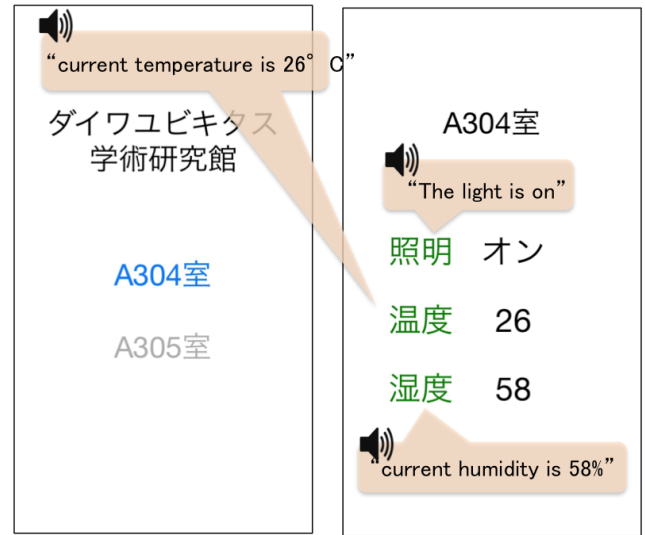 “current temperature is 26°C”
ダイワユビキタス
学術研究館
A304室
A305室
A304室
“The light is on”
照明 オン
温度 26
湿度 58
“current humidity is 58%”